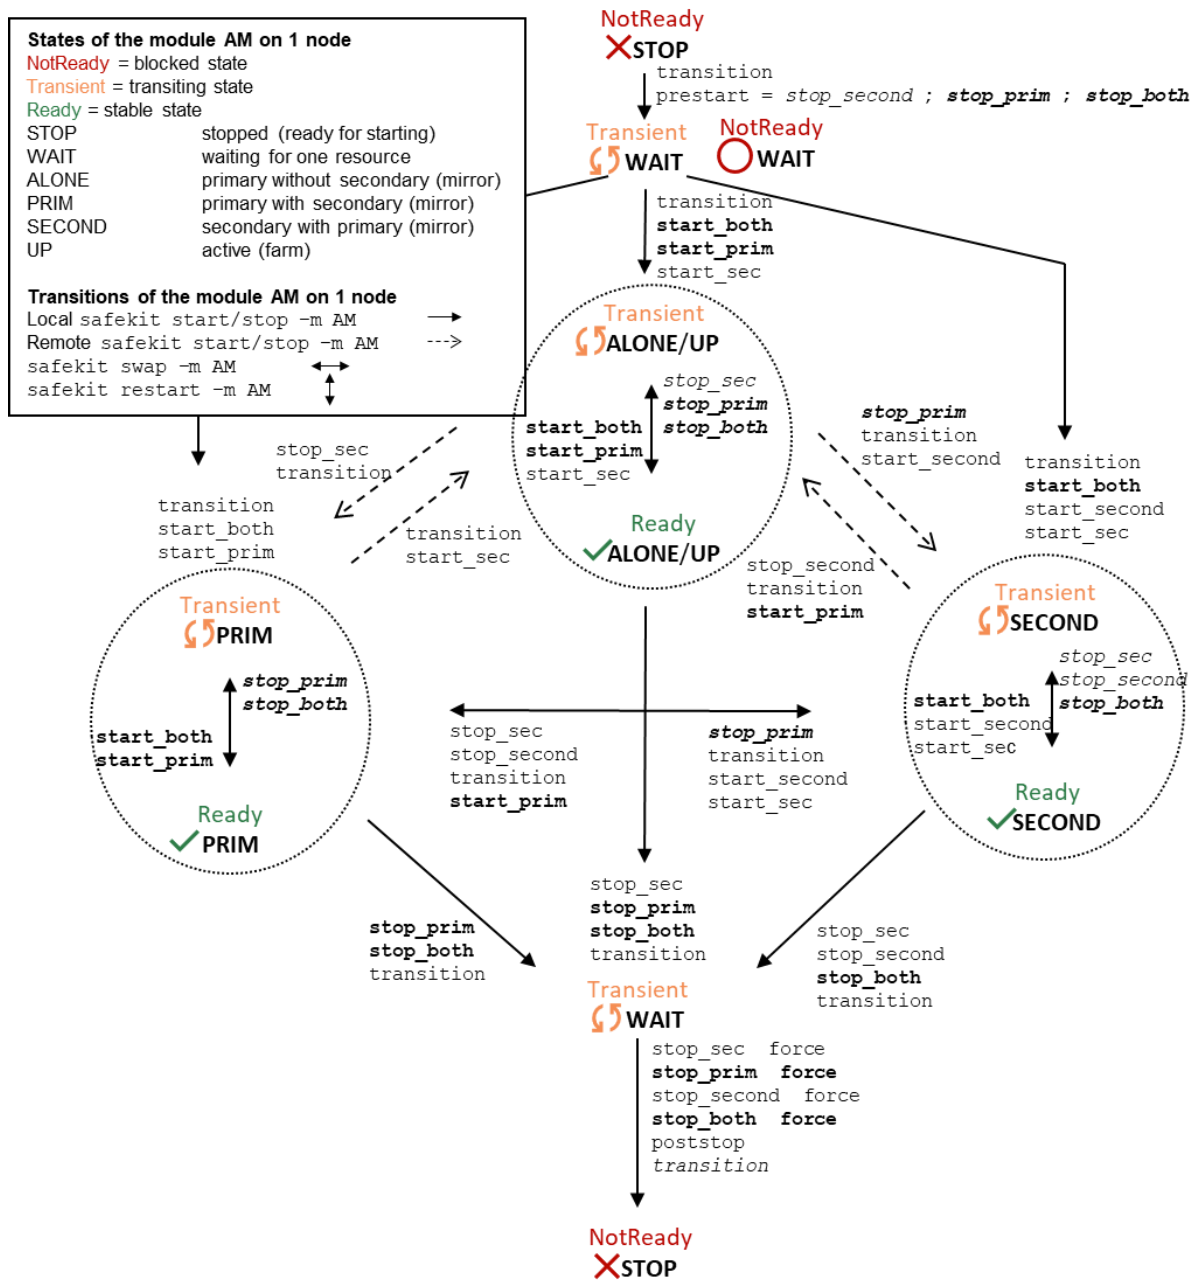 States of the module AM on 1 node
NotReady = blocked state
Transient = transiting state
Ready = stable state
STOP stopped (ready for starting)
WAIT waiting for one resource
ALONE primary without secondary (mirror)
PRIM primary with secondary (mirror)
SECOND secondary with primary (mirror)
UP active (farm)
Transitions of the module AM on 1 node
Local safekit start/stop -m AM
Remote safekit start/stop -m AM
safekit swap -m AM
safekit restart -m AM
NotReady
STOP
transition
prestart = stop_second ; stop_prim ; stop_both
Transient
WAIT
NotReady
WAIT
transition
start_both
start_prim
start_sec
Transient
ALONE/UP
stop_sec
stop_prim
stop_both
start_both
start_prim
start_sec
Ready
ALONE/UP
stop_sec
transition
transition
start_both
start_prim
transition
start_sec
stop_prim
transition
start_second
stop_second
transition
start_prim
transition
start_both
start_second
start_sec
Transient
PRIM
stop_prim
stop_both
start_both
start_prim
Ready
PRIM
Transient
SECOND
stop_sec
stop_second
stop_both
start_both
start_second
start_sec
Ready
SECOND
stop_sec
stop_second
transition
start_prim
stop_prim
transition
start_second
start_sec
stop_prim
stop_both
transition
stop_sec
stop_prim
stop_both
transition
stop_sec
stop_second
stop_both
transition
Transient
WAIT
stop_sec force
stop_prim force
stop_second force
stop_both force
poststop
transition
NotReady
STOP